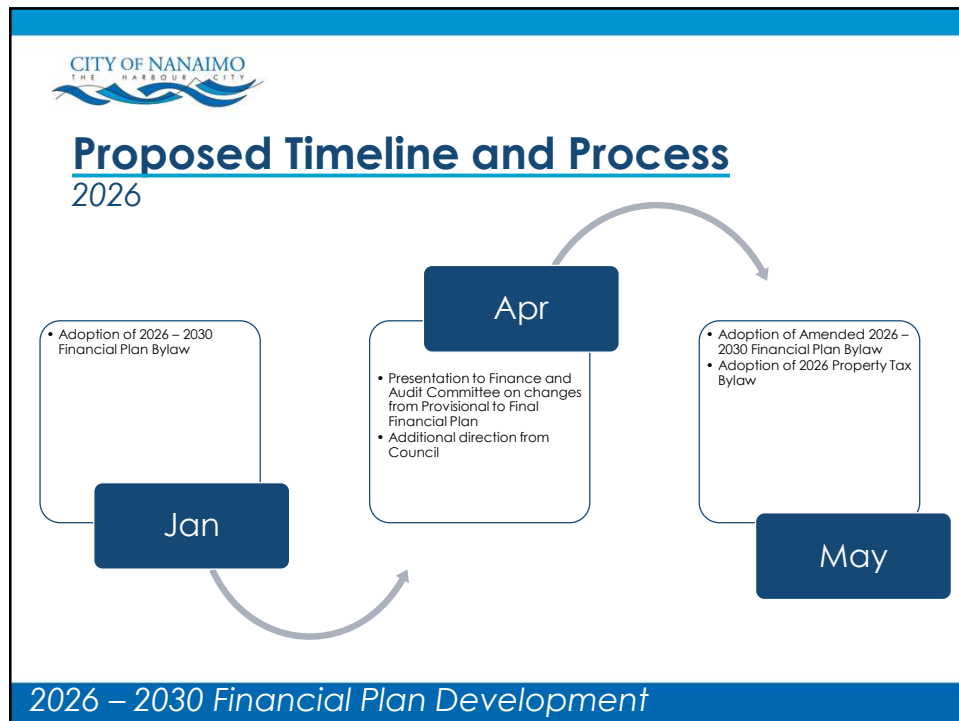 CITY OF NANAIMO
THE HARBOUR CITY
Proposed Timeline and Process
2026
• Adoption of 2026 – 2030
Financial Plan Bylaw
Jan
Apr
• Presentation to Finance and
Audit Committee on changes
from Provisional to Final
Financial Plan
• Additional direction from
Council
• Adoption of Amended 2026 –
2030 Financial Plan Bylaw
• Adoption of 2026 Property Tax
Bylaw
May
2026 – 2030 Financial Plan Development